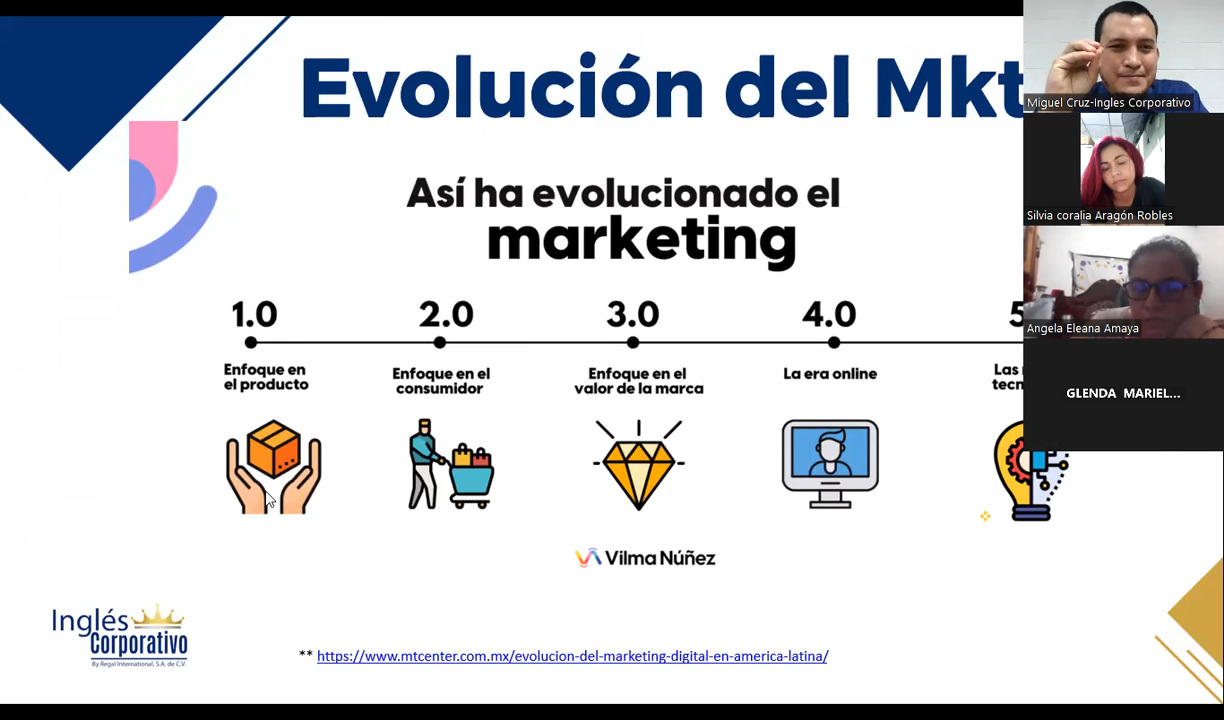 Evolución del Mkt
Así ha evolucionado el
marketing
1.0
2.0
3.0
4.0
5
Enfoque en
el producto
Enfoque en el
consumidor
Enfoque en el
valor de la marca
La era online
Las
tecn
Vilma Núñez
Inglés
Corporativo
By Regal International, S.A. de C.V.
** https://www.mtcenter.com.mx/evolucion-del-marketing-digital-en-america-latina/
Miguel Cruz-Ingles Corporativo
Silvia coralia Aragón Robles
Angela Eleana Amaya
GLENDA MARIEL...